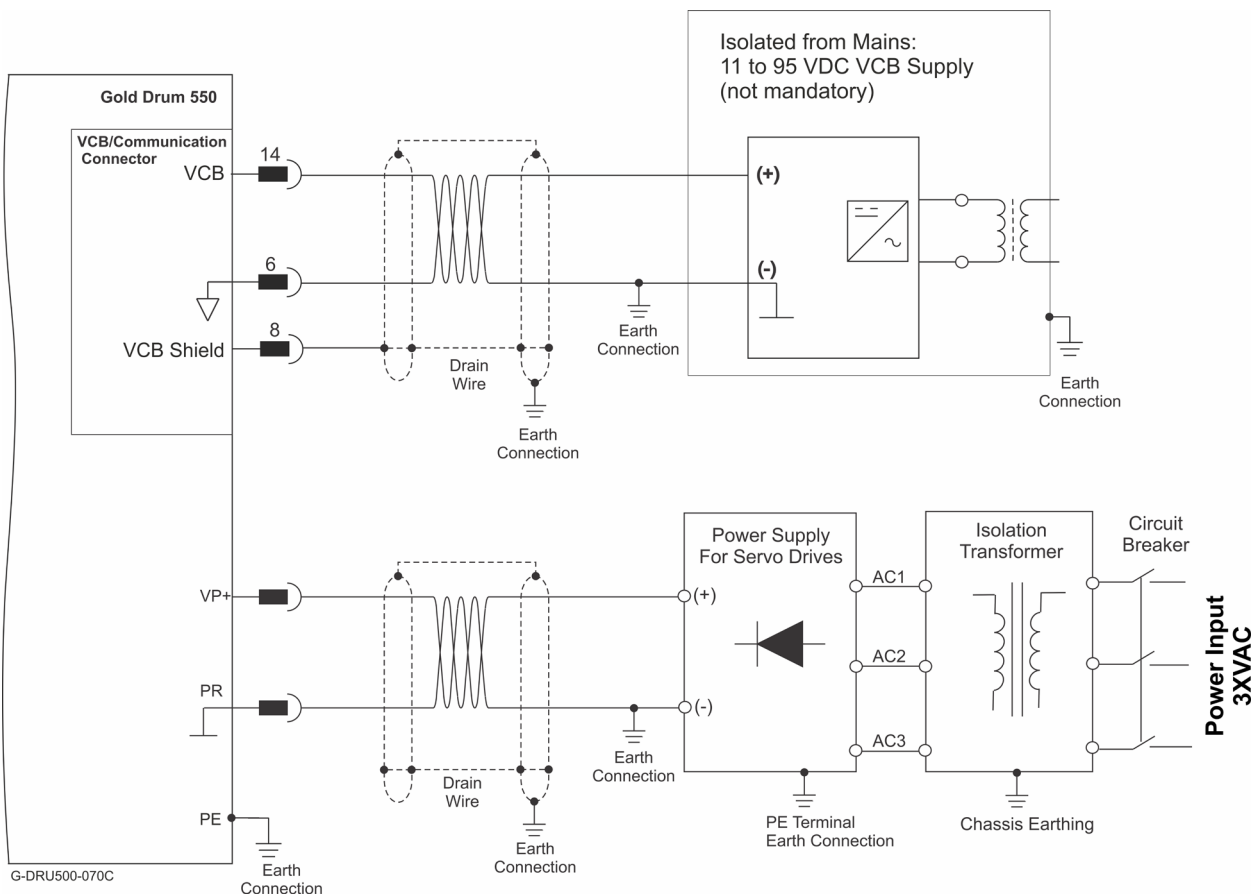 Isolated from Mains:
11 to 95 VDC VCB Supply
(not mandatory)
Gold Drum 550
VCB/Communication
Connector
VCB
14
(+)
6
(-)
8
VCB Shield
Drain
Wire
Earth
Connection
Earth
Connection
Earth
Connection
Power Supply
For Servo Drives
Isolation
Transformer
Circuit
Breaker
VP+
(+)
AC1
AC2
AC3
PR
(-)
Power Input
3XVAC
Earth
Connection
Drain
Wire
PE
Earth
Connection
PE Terminal
Earth Connection
Chassis Earthing
Earth
Connection
G-DRU500-070C